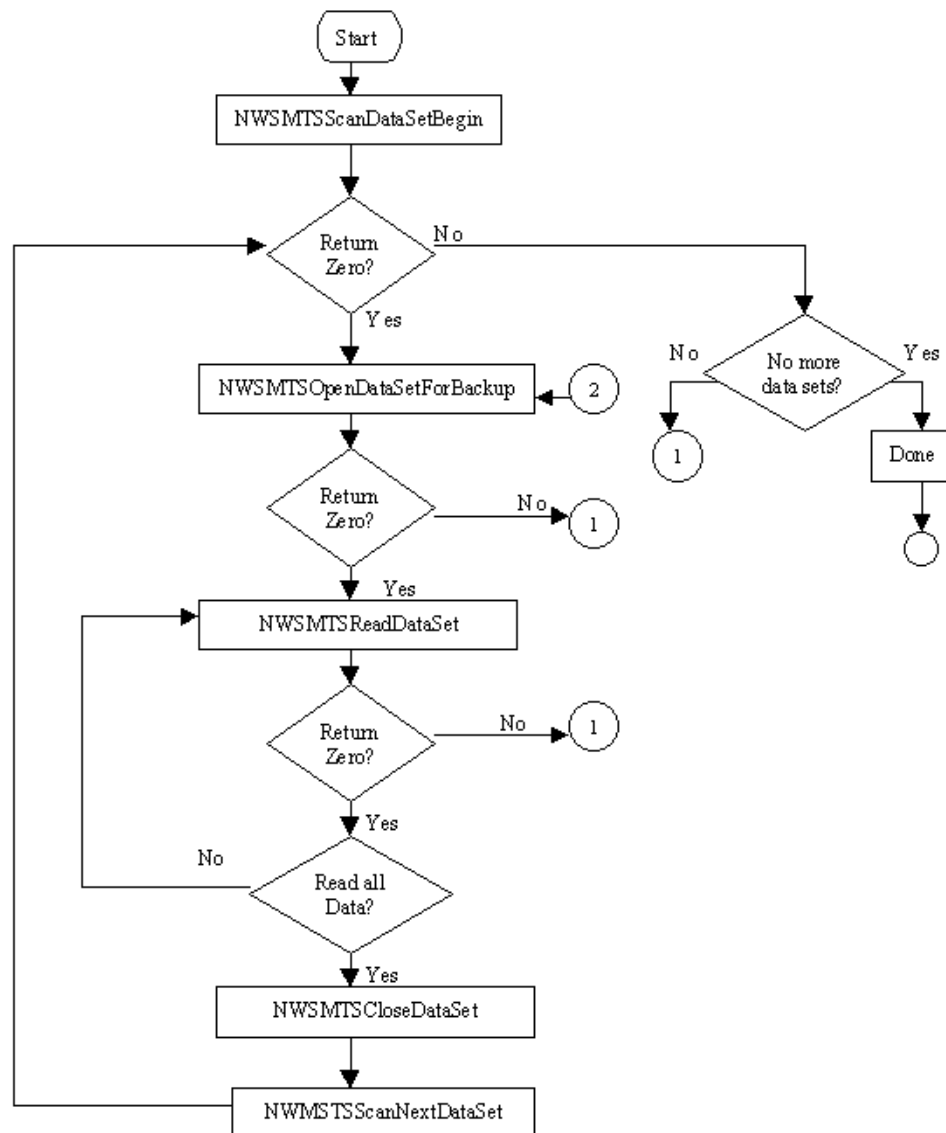 Start
NWSMTSScanDataSetBegin
Return
Zero?
No
Yes
No more
data sets?
No
Yes
1
Done
NWSMTSOpenDataSetForBackup
2
Return
Zero?
No
1
Yes
NWSMTSReadDataSet
Return
Zero?
No
1
Yes
Read all
Data?
No
Yes
NWSMTSCloseDataSet
NWMSTSScanNextDataSet